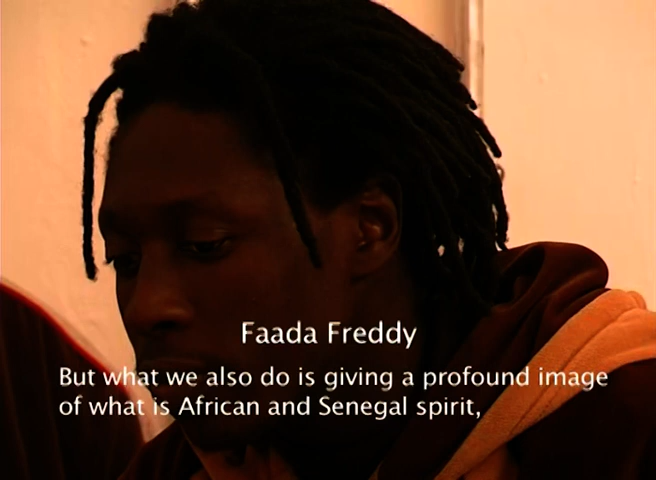 Faada Freddy
But what we also do is giving a profound image
of what is African and Senegal spirit,